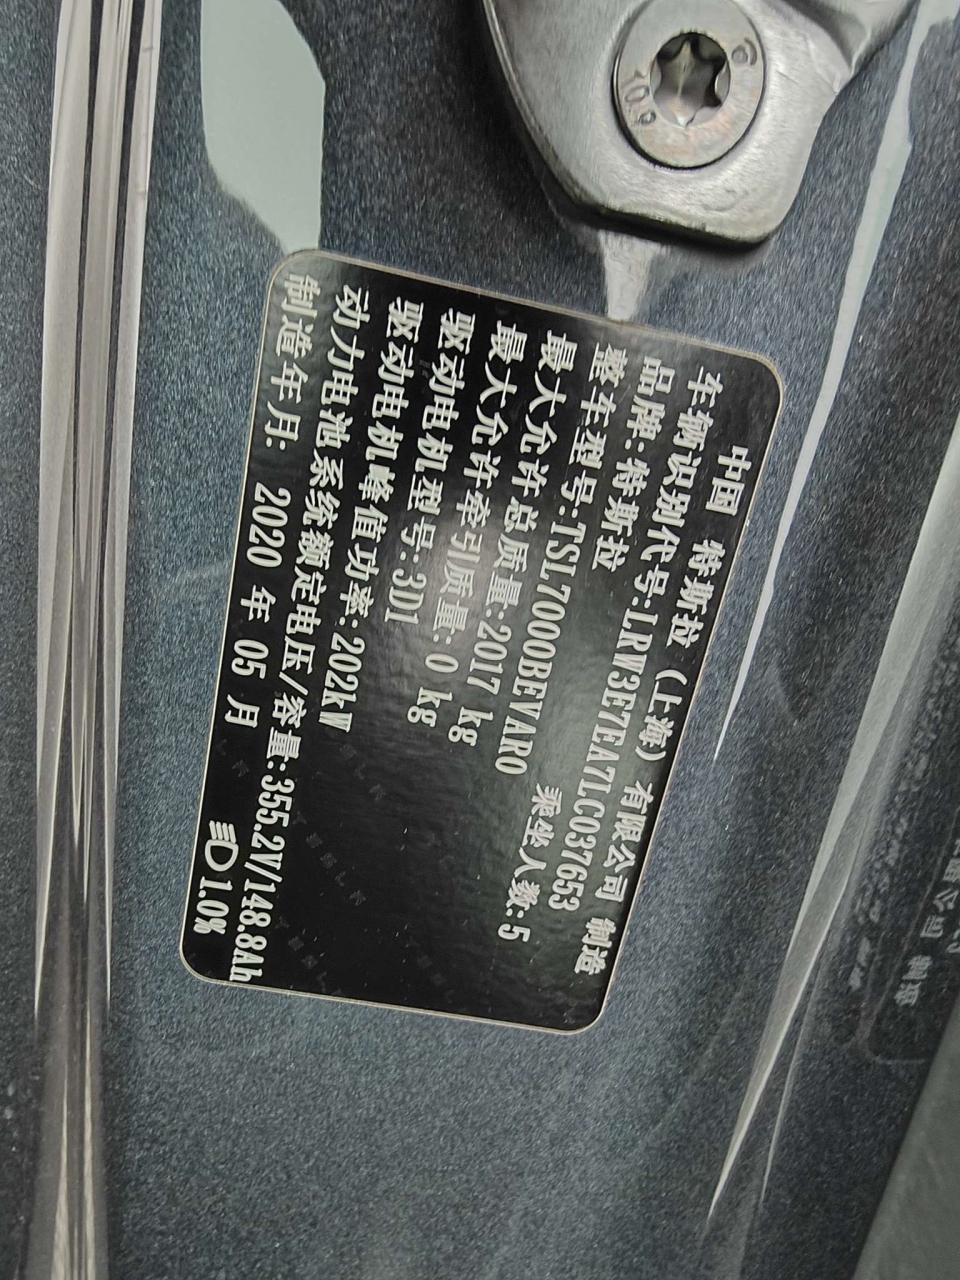 中国 特斯拉(上海)有限公司 制造
车辆识别代号:LRW3E7EA7LC037653
品牌:特斯拉
整车型号:TSL7000BEVAR0 乘坐人数:5
最大允许总质量:2017 kg
最大允许牵引质量: 0 kg
驱动电机型号:3D1
驱动电机峰值功率:202kW
动力电池系统额定电压/容量:355.2V/148.8Ah
制造年月: 2020 年 05 月 1.0%
10.9